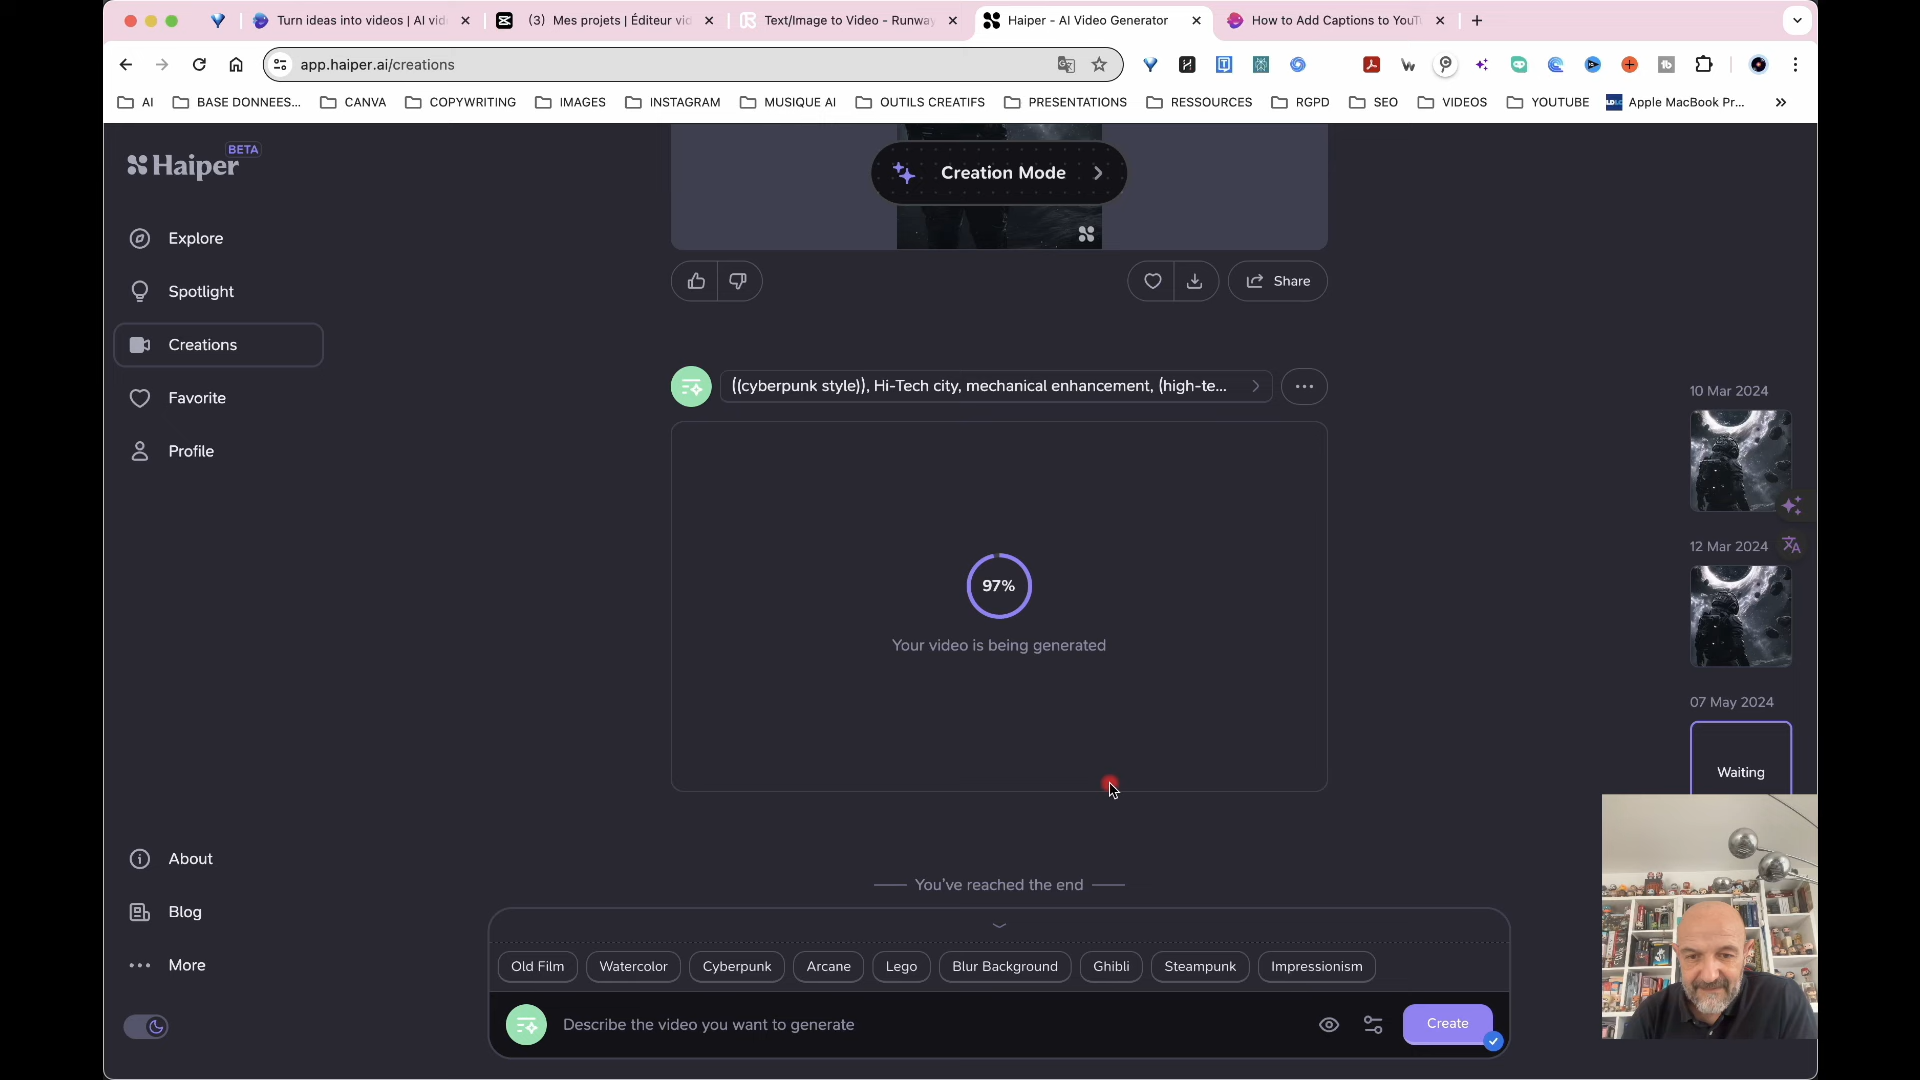 Turn ideas into videos | AI vid
(3) Mes projets | Éditeur vid
Text/Image to Video - Runway
Haiper - AI Video Generator
How to Add Captions to YouTu
app.haiper.ai/creations
AI
BASE DONNEES...
CANVA
COPYWRITING
IMAGES
INSTAGRAM
MUSIQUE AI
OUTILS CREATIFS
PRESENTATIONS
RESSOURCES
RGPD
SEO
VIDEOS
YOUTUBE
Apple MacBook Pr...
Haiper
BETA
Creation Mode
Explore
Spotlight
Creations
Favorite
Profile
Share
((cyberpunk style)), Hi-Tech city, mechanical enhancement, (high-te...
97%
Your video is being generated
10 Mar 2024
12 Mar 2024
07 May 2024
Waiting
You've reached the end
About
Blog
More
Old Film
Watercolor
Cyberpunk
Arcane
Lego
Blur Background
Ghibli
Steampunk
Impressionism
Describe the video you want to generate
Create